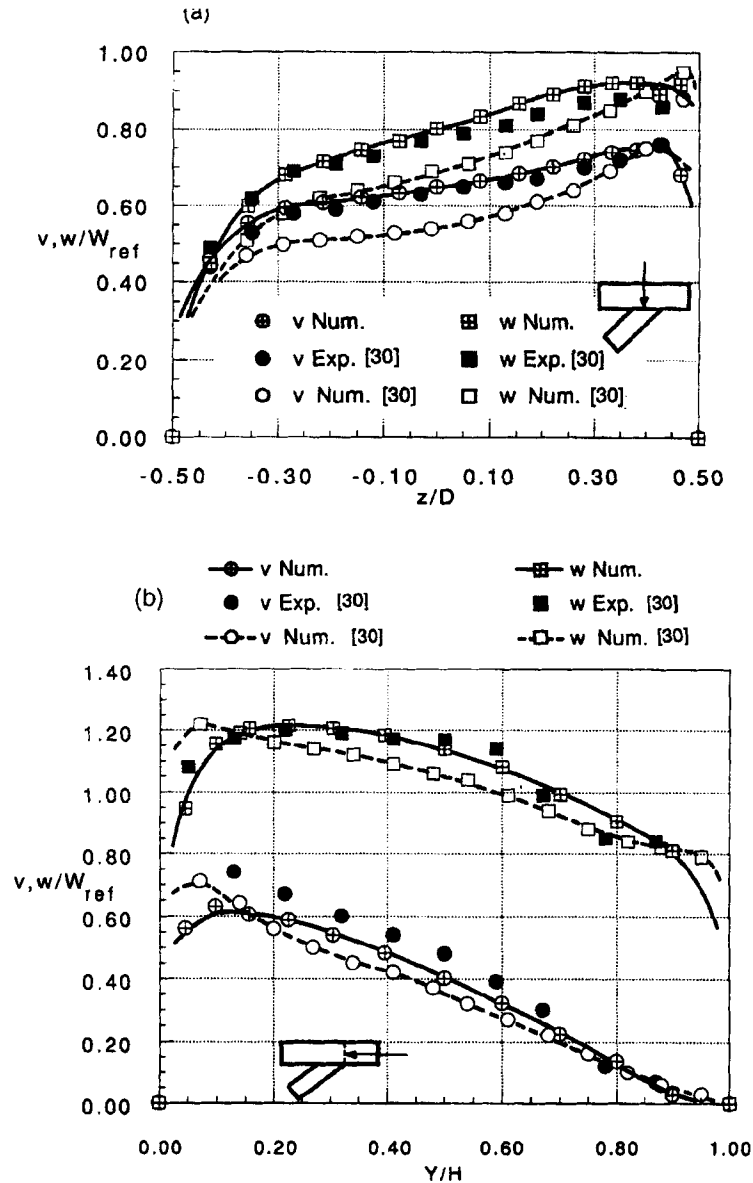 (a)
1.00
0.80
0.60
v,w/W_ref
0.40
0.20
0.00
v Num.
w Num.
v Exp. [30]
w Exp. [30]
v Num. [30]
w Num. [30]
-0.50
-0.30
-0.10
0.10
0.30
0.50
z/D
v Num.
w Num.
(b)
v Exp. [30]
w Exp. [30]
v Num. [30]
w Num. [30]
1.40
1.20
1.00
0.80
v,w/W_ref
0.60
0.40
0.20
0.00
0.00
0.20
0.40
0.60
0.80
1.00
Y/H